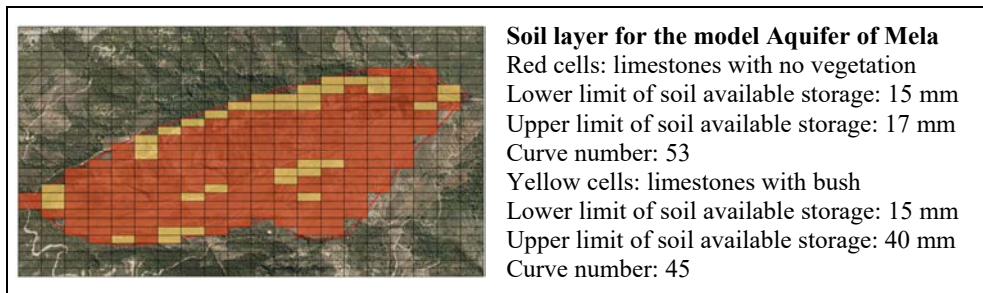 Soil layer for the model Aquifer of Mela
Red cells: limestones with no vegetation
Lower limit of soil available storage: 15 mm
Upper limit of soil available storage: 17 mm
Curve number: 53
Yellow cells: limestones with bush
Lower limit of soil available storage: 15 mm
Upper limit of soil available storage: 40 mm
Curve number: 45